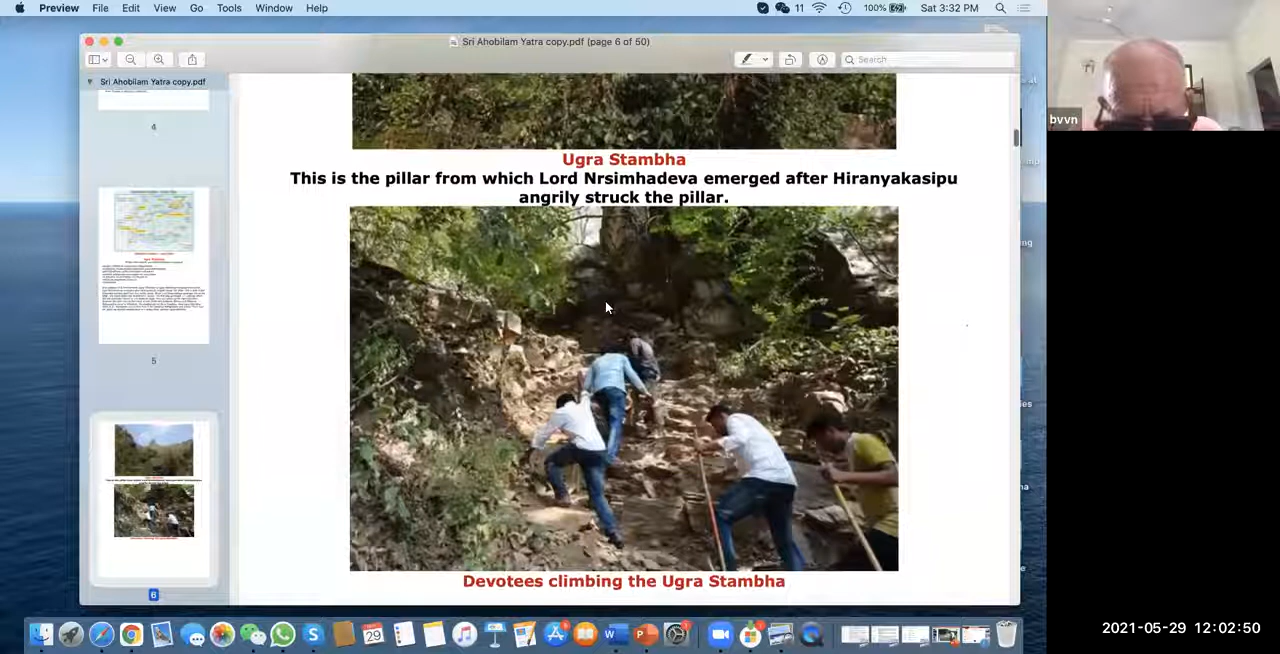 Preview File Edit View Go Tools Window Help
11 100% Sat 3:32 PM
Sri Ahobilam Yatra copy.pdf (page 6 of 50)
Search
Sri Ahobilam Yatra copy.pdf
4
5
6
Ugra Stambha
This is the pillar from which Lord Nrsimhadeva emerged after Hiranyakasipu
angrily struck the pillar.
Devotees climbing the Ugra Stambha
bvvn
29
W
P
S
2021-05-29 12:02:50